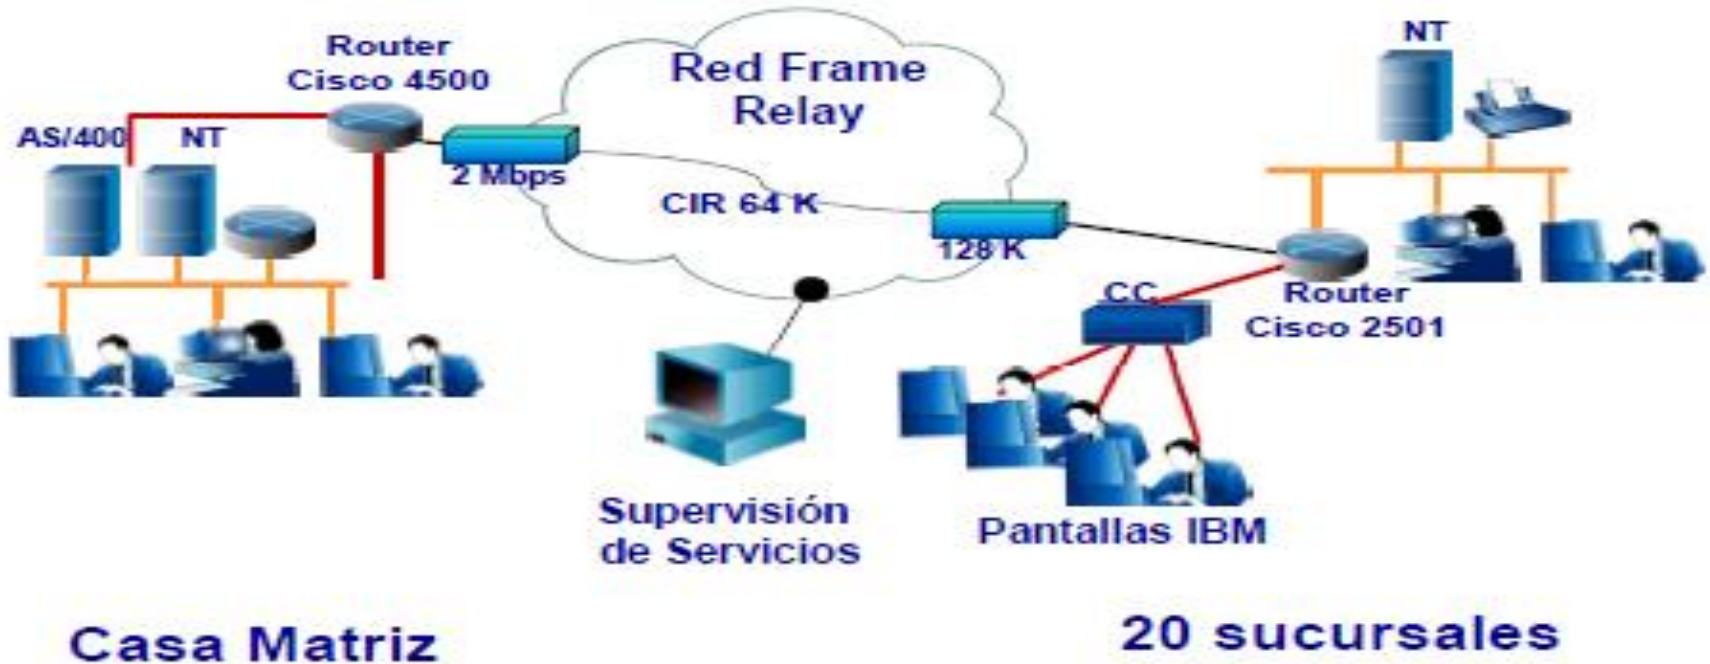 Router
Cisco 4500
AS/400
NT
2 Mbps
Red Frame
Relay
CIR 64 K
128 K
NT
CC
Router
Cisco 2501
Supervisión
de Servicios
Pantallas IBM
Casa Matriz
20 sucursales